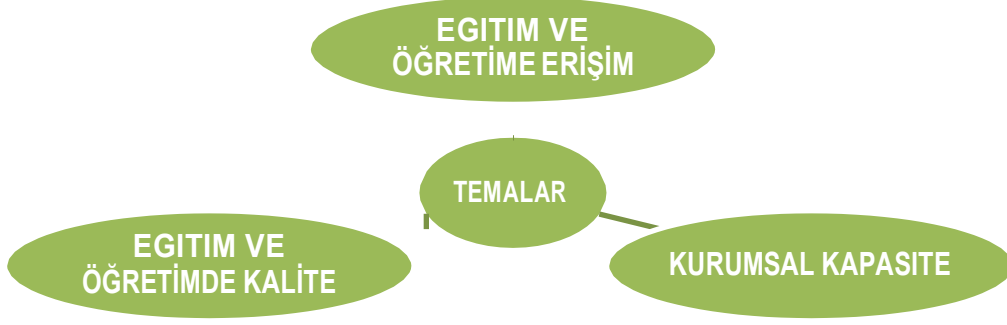 EGITIM VE
ÖĞRETİME ERİŞİM
TEMALAR
EGITIM VE
ÖĞRETİMDE KALİTE
KURUMSAL KAPASITE